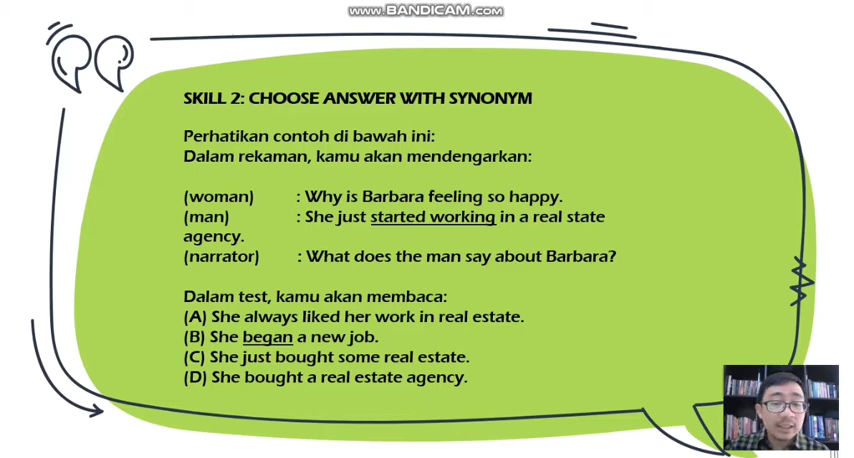 www.BANDICAM.com
SKILL 2: CHOOSE ANSWER WITH SYNONYM
Perhatikan contoh di bawah ini:
Dalam rekaman, kamu akan mendengarkan:
(woman) : Why is Barbara feeling so happy.
(man) : She just started working in a real state
agency.
(narrator) : What does the man say about Barbara?
Dalam test, kamu akan membaca:
(A) She always liked her work in real estate.
(B) She began a new job.
(C) She just bought some real estate.
(D) She bought a real estate agency.